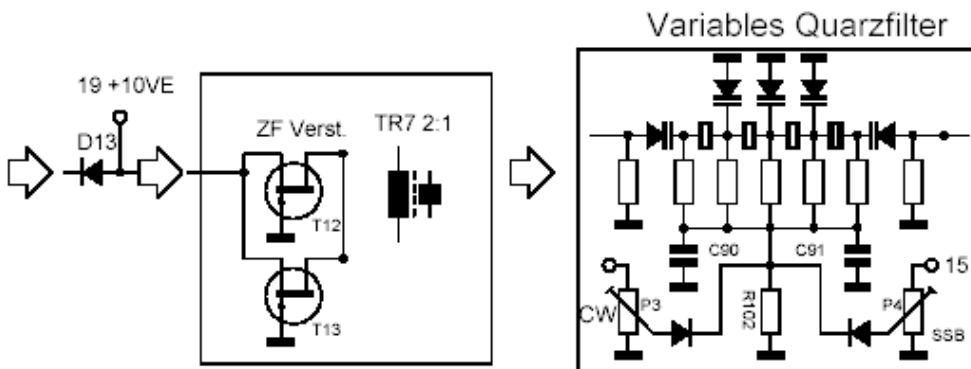 Variables Quarzfilter
19 +10VE
D13
ZF Verst.
TR7 2:1
T12
T13
C90
C91
15
CW
P3
R102
P4
SSB